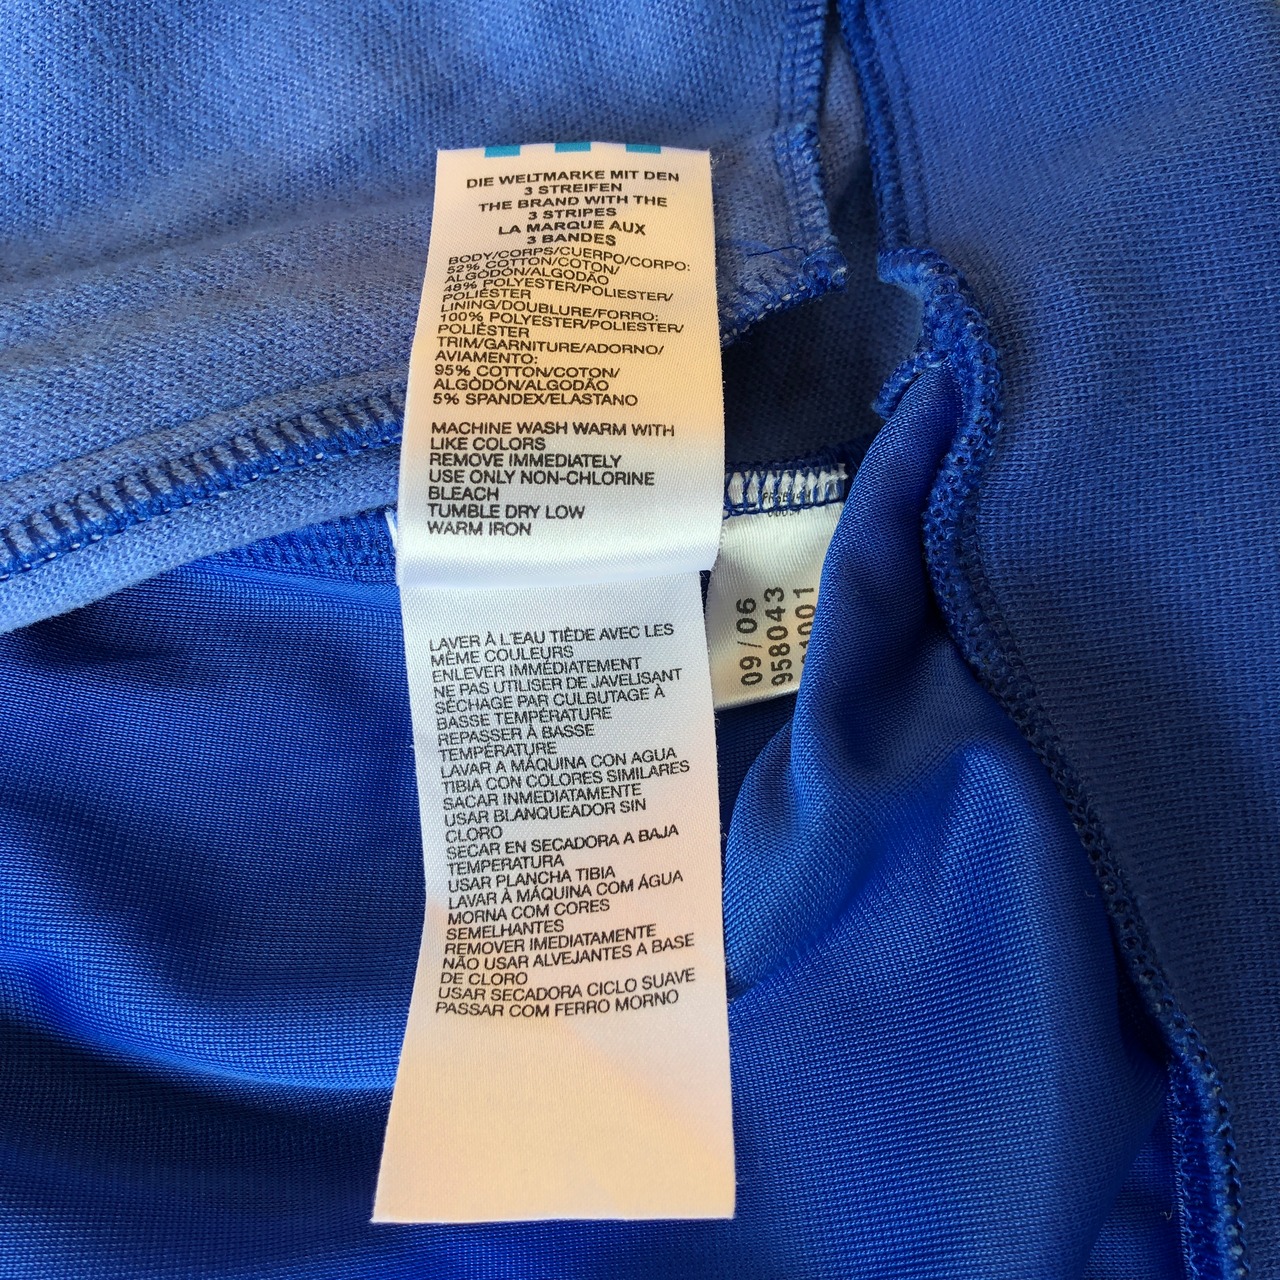 DIE WELTMARKE MIT DEN
3 STREIFEN
THE BRAND WITH THE
3 STRIPES
LA MARQUE AUX
3 BANDES
BODY/CORPS/CUERPO/CORPO:
52% COTTON/COTON/
ALGODÓN/ALGODÃO
48% POLYESTER/POLIESTER/
POLIÉSTER
LINING/DOUBLURE/FORRO:
100% POLYESTER/POLIESTER/
POLIÉSTER
TRIM/GARNITURE/ADORNO/
AVIAMENTO:
95% COTTON/COTON/
ALGODÓN/ALGODÃO
5% SPANDEX/ELASTANO
MACHINE WASH WARM WITH
LIKE COLORS
REMOVE IMMEDIATELY
USE ONLY NON-CHLORINE
BLEACH
TUMBLE DRY LOW
WARM IRON
LAVER À L'EAU TIÈDE AVEC LES
MÊME COULEURS
ENLEVER IMMÉDIATEMENT
NE PAS UTILISER DE JAVELISANT
SÉCHAGE PAR CULBUTAGE À
BASSE TEMPÉRATURE
REPASSER À BASSE
TEMPÉRATURE
LAVAR A MÁQUINA CON AGUA
TIBIA CON COLORES SIMILARES
SACAR INMEDIATAMENTE
USAR BLANQUEADOR SIN
CLORO
SECAR EN SECADORA A BAJA
TEMPERATURA
USAR PLANCHA TIBIA
LAVAR À MÁQUINA COM ÁGUA
MORNA COM CORES
SEMELHANTES
REMOVER IMEDIATAMENTE
NÃO USAR ALVEJANTES A BASE
DE CLORO
USAR SECADORA CICLO SUAVE
PASSAR COM FERRO MORNO
09/06
958043